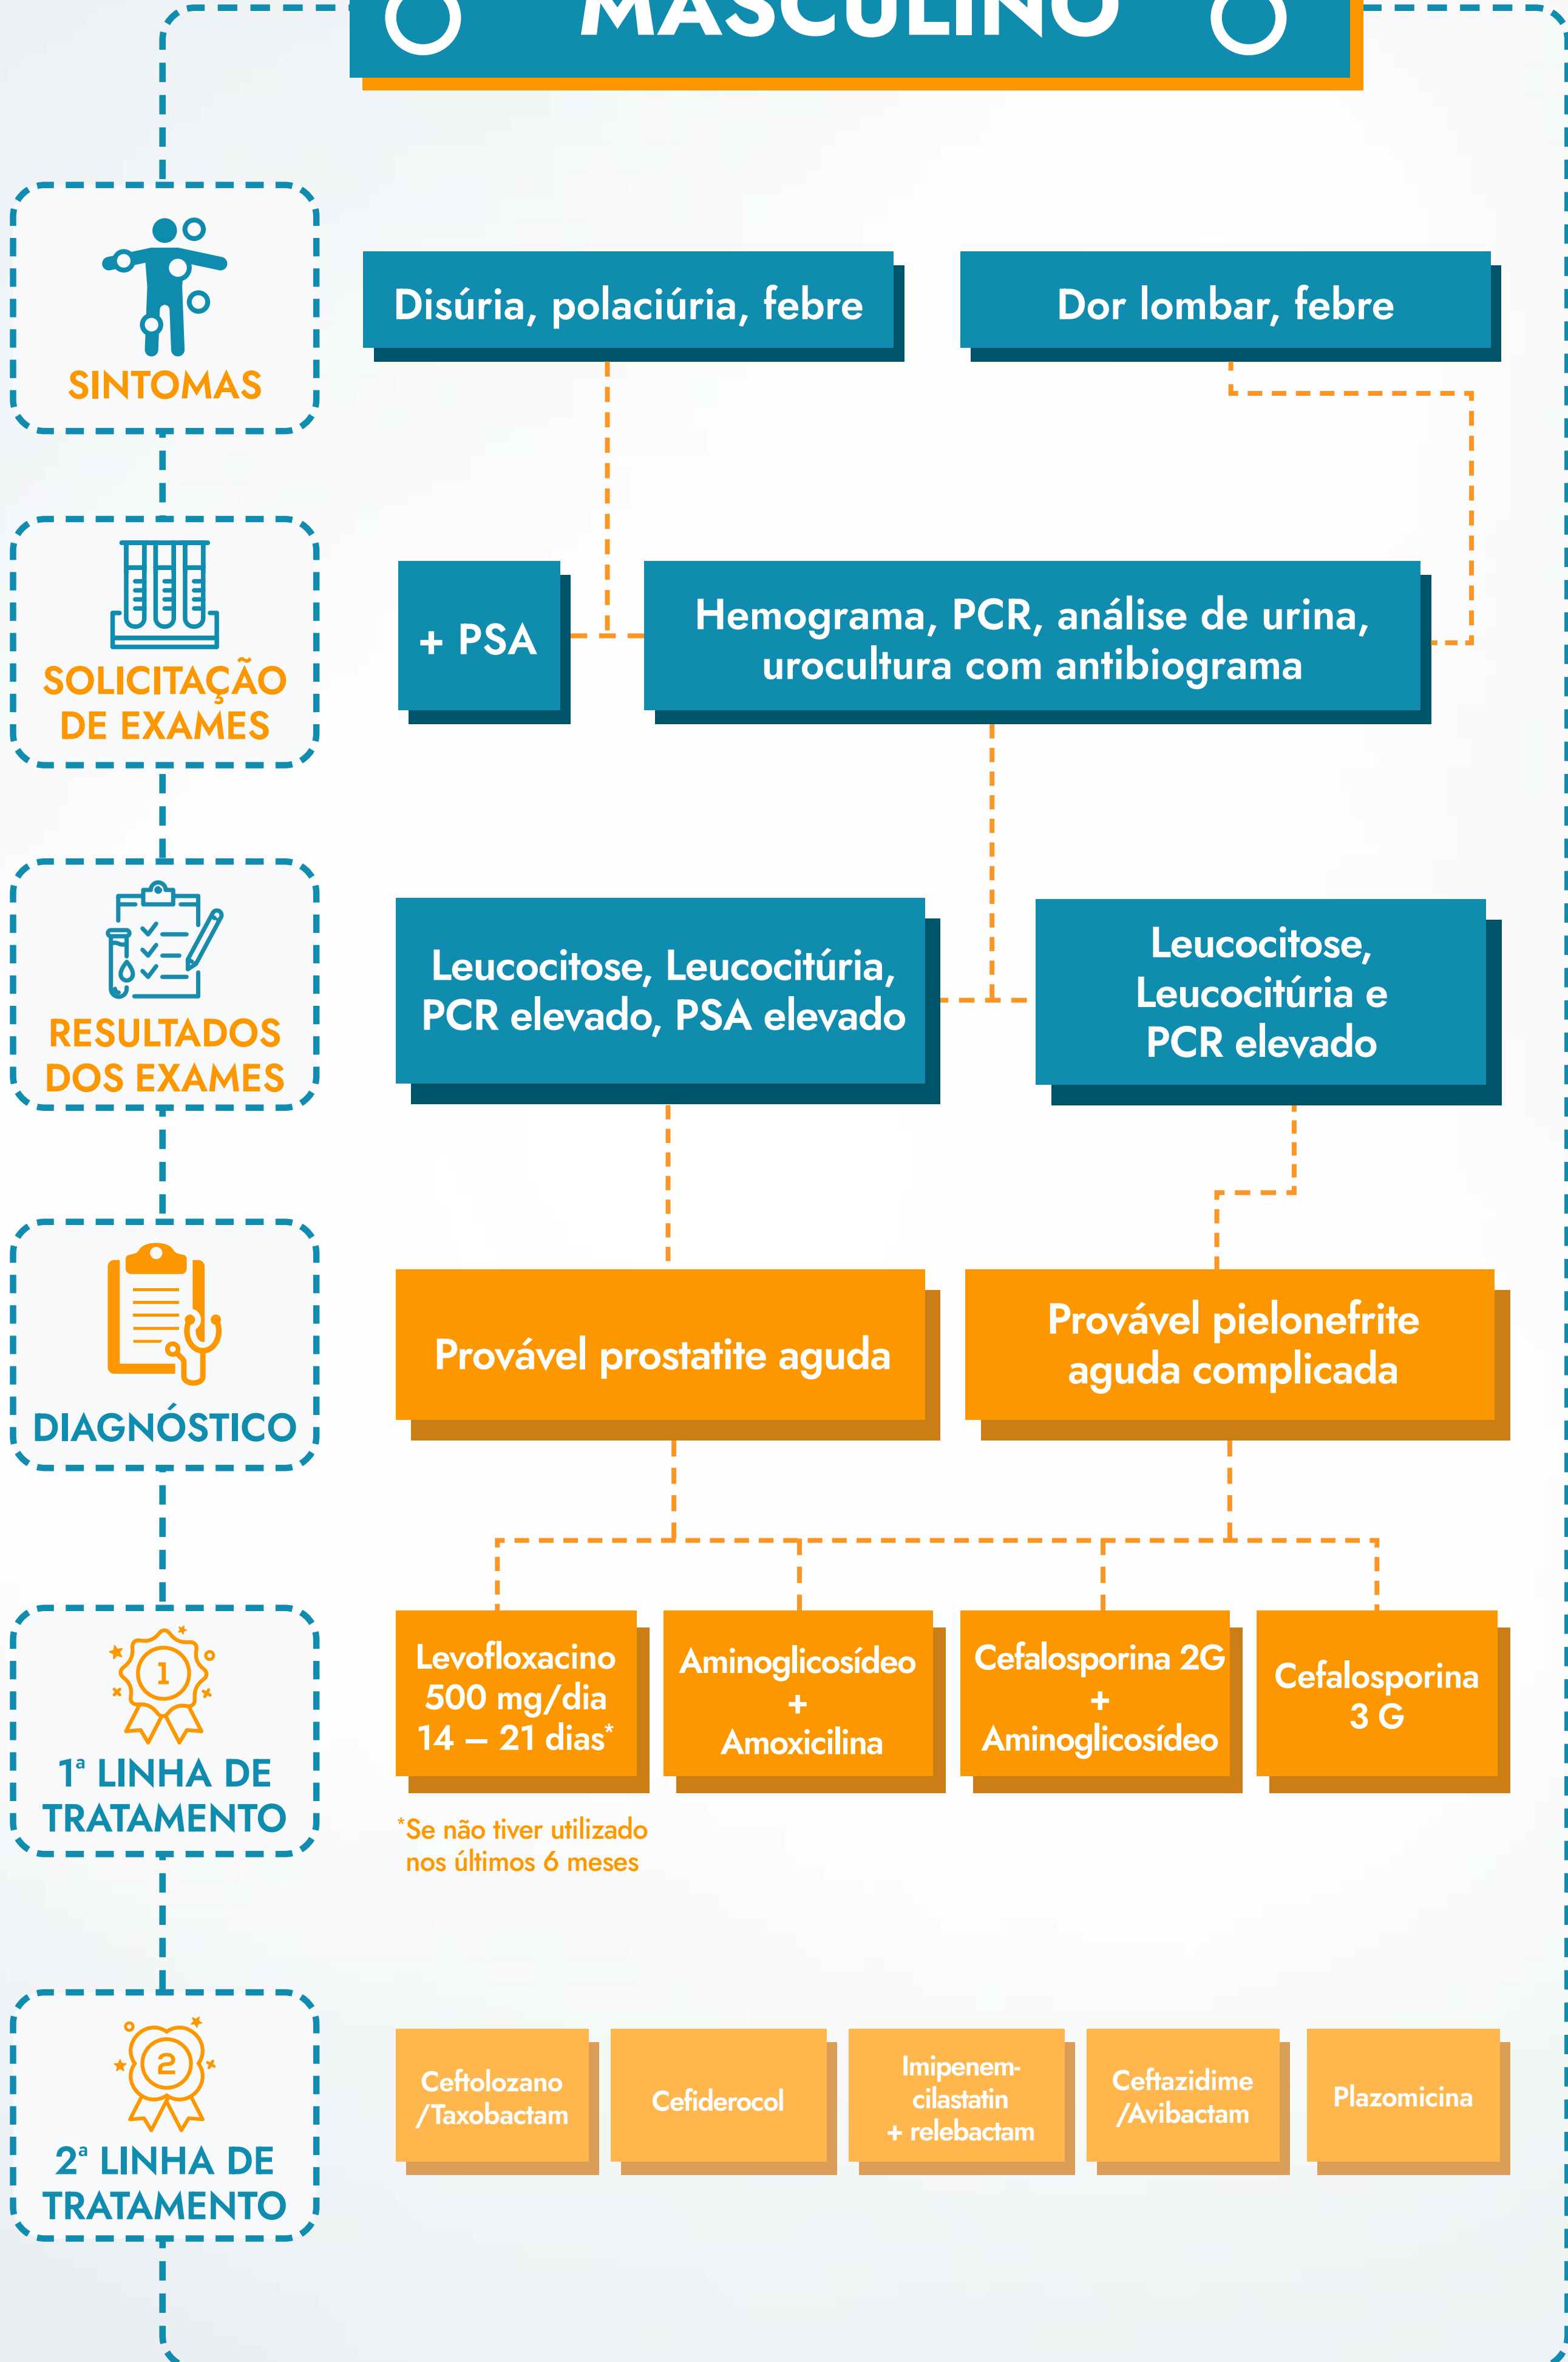 MASCULINO
SINTOMAS
Disúria, polaciúria, febre
Dor lombar, febre
SOLICITAÇÃO
DE EXAMES
+ PSA
Hemograma, PCR, análise de urina,
urocultura com antibiograma
RESULTADOS
DOS EXAMES
Leucocitose, Leucocitúria,
PCR elevado, PSA elevado
Leucocitose,
Leucocitúria e
PCR elevado
DIAGNÓSTICO
Provável prostatite aguda
Provável pielonefrite
aguda complicada
1
1ª LINHA DE
TRATAMENTO
Levofloxacino
500 mg/dia
14 – 21 dias*
Aminoglicosídeo
+
Amoxicilina
Cefalosporina 2G
+
Aminoglicosídeo
Cefalosporina
3 G
*Se não tiver utilizado
nos últimos 6 meses
2
2ª LINHA DE
TRATAMENTO
Ceftolozano
/Taxobactam
Cefiderocol
Imipenem-
cilastatin
+ relebactam
Ceftazidime
/Avibactam
Plazomicina